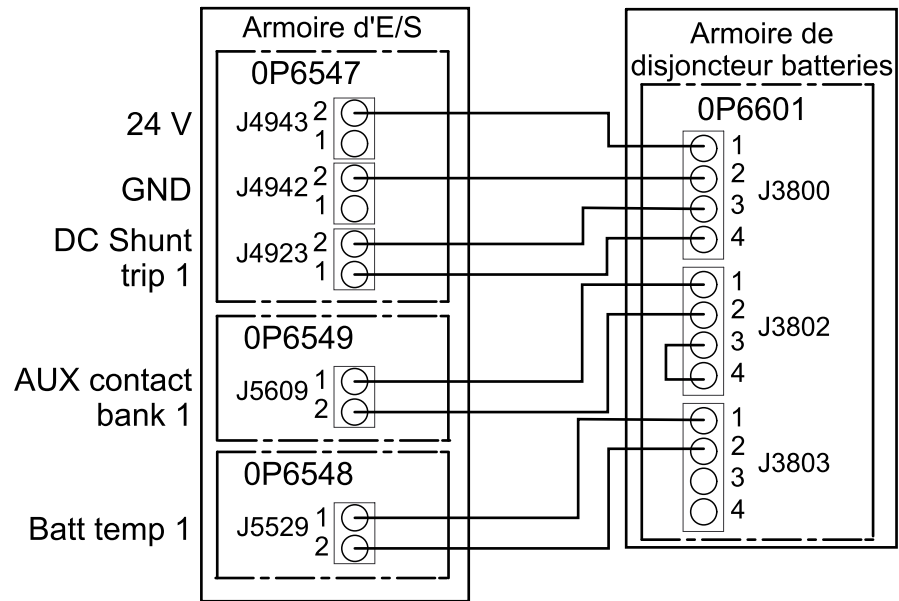 Armoire d'E/S
0P6547
24 V
J4943
2
1
GND
J4942
2
1
DC Shunt
trip 1
J4923
2
1
0P6549
AUX contact
bank 1
J5609
1
2
0P6548
Batt temp 1
J5529
1
2
Armoire de
disjoncteur batteries
0P6601
1
2
3
4
J3800
1
2
3
4
J3802
1
2
3
4
J3803